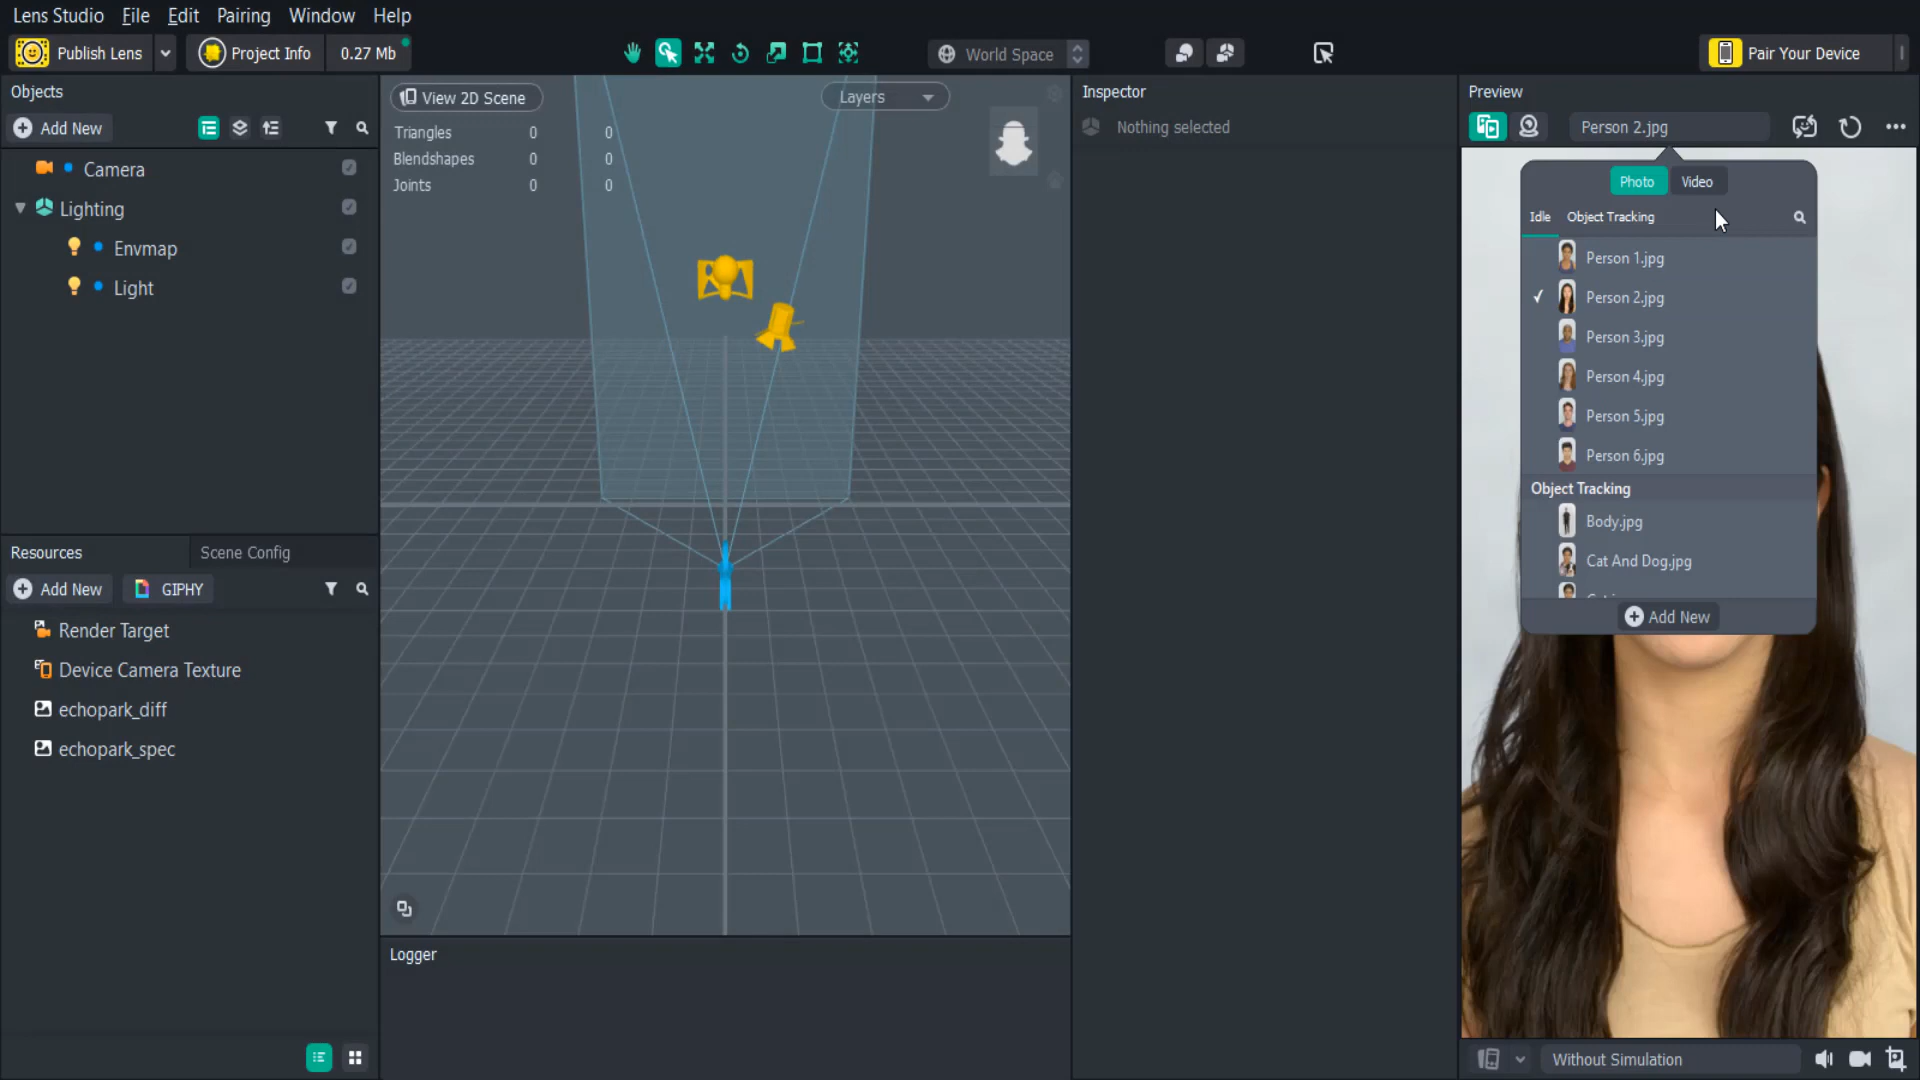 Lens Studio File Edit Pairing Window Help
Publish Lens Project Info 0.27 Mb World Space Pair Your Device
Objects
Add New
Camera
Lighting
Envmap
Light
Resources Scene Config
Add New GIPHY
Render Target
Device Camera Texture
echopark_diff
echopark_spec
View 2D Scene Layers
Triangles 0 0
Blendshapes 0 0
Joints 0 0
Logger
Inspector
Nothing selected
Preview
Person 2.jpg
Photo Video
Idle Object Tracking
Person 1.jpg
Person 2.jpg
Person 3.jpg
Person 4.jpg
Person 5.jpg
Person 6.jpg
Object Tracking
Body.jpg
Cat And Dog.jpg
Add New
Without Simulation